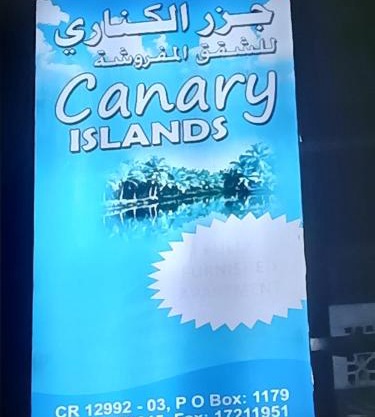 جزر الكناري
للشقق المفروشة
Canary
ISLANDS
FURNISHED
CR 12992 - 03, P O Box: 1179
Fax: 17211951